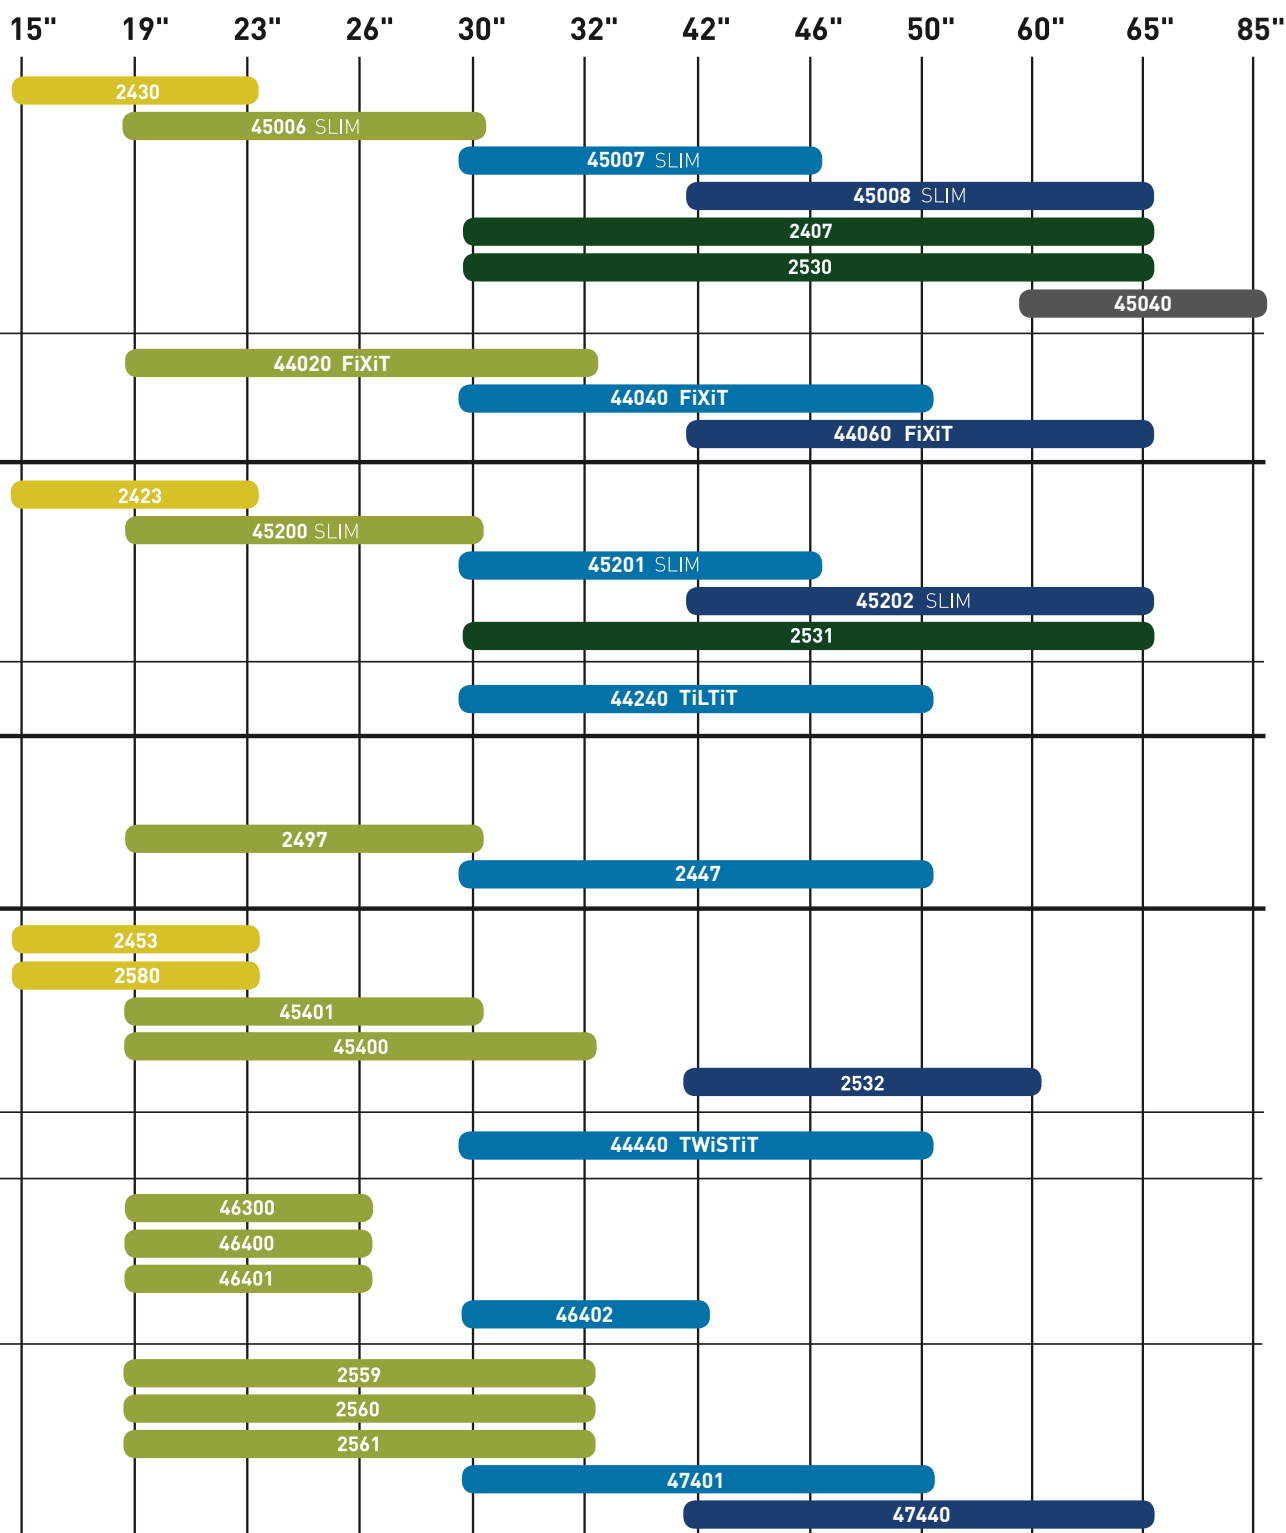 15" 19" 23" 26" 30" 32" 42" 46" 50" 60" 65" 85"
2430
45006 SLIM
45007 SLIM
45008 SLIM
2407
2530
45040
44020 FiXiT
44040 FiXiT
44060 FiXiT
2423
45200 SLIM
45201 SLIM
45202 SLIM
2531
44240 TiLTiT
2497
2447
2453
2580
45401
45400
2532
44440 TWiSTiT
46300
46400
46401
46402
2559
2560
2561
47401
47440